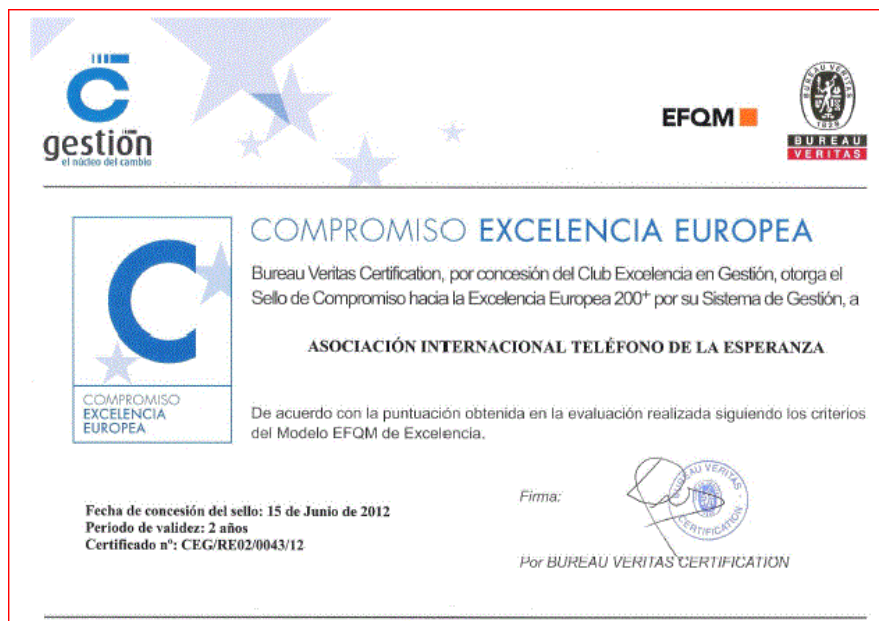 gestión
el núcleo del cambio
EFQM
BUREAU VERITAS
1828
BUREAU
VERITAS
COMPROMISO EXCELENCIA EUROPEA
Bureau Veritas Certification, por concesión del Club Excelencia en Gestión, otorga el
Sello de Compromiso hacia la Excelencia Europea 200+ por su Sistema de Gestión, a
ASOCIACIÓN INTERNACIONAL TELÉFONO DE LA ESPERANZA
COMPROMISO
EXCELENCIA
EUROPEA
De acuerdo con la puntuación obtenida en la evaluación realizada siguiendo los criterios
del Modelo EFQM de Excelencia.
Fecha de concesión del sello: 15 de Junio de 2012
Periodo de validez: 2 años
Certificado nº: CEG/RE02/0043/12
Firma:
BUREAU VERITAS
CERTIFICATION
Por BUREAU VERITAS CERTIFICATION